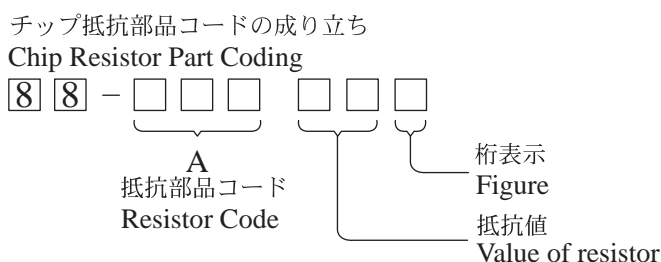 チップ抵抗部品コードの成り立ち
Chip Resistor Part Coding
8 8 - □ □ □ □ □ □
A
抵抗部品コード
Resistor Code
桁表示
Figure
抵抗値
Value of resistor